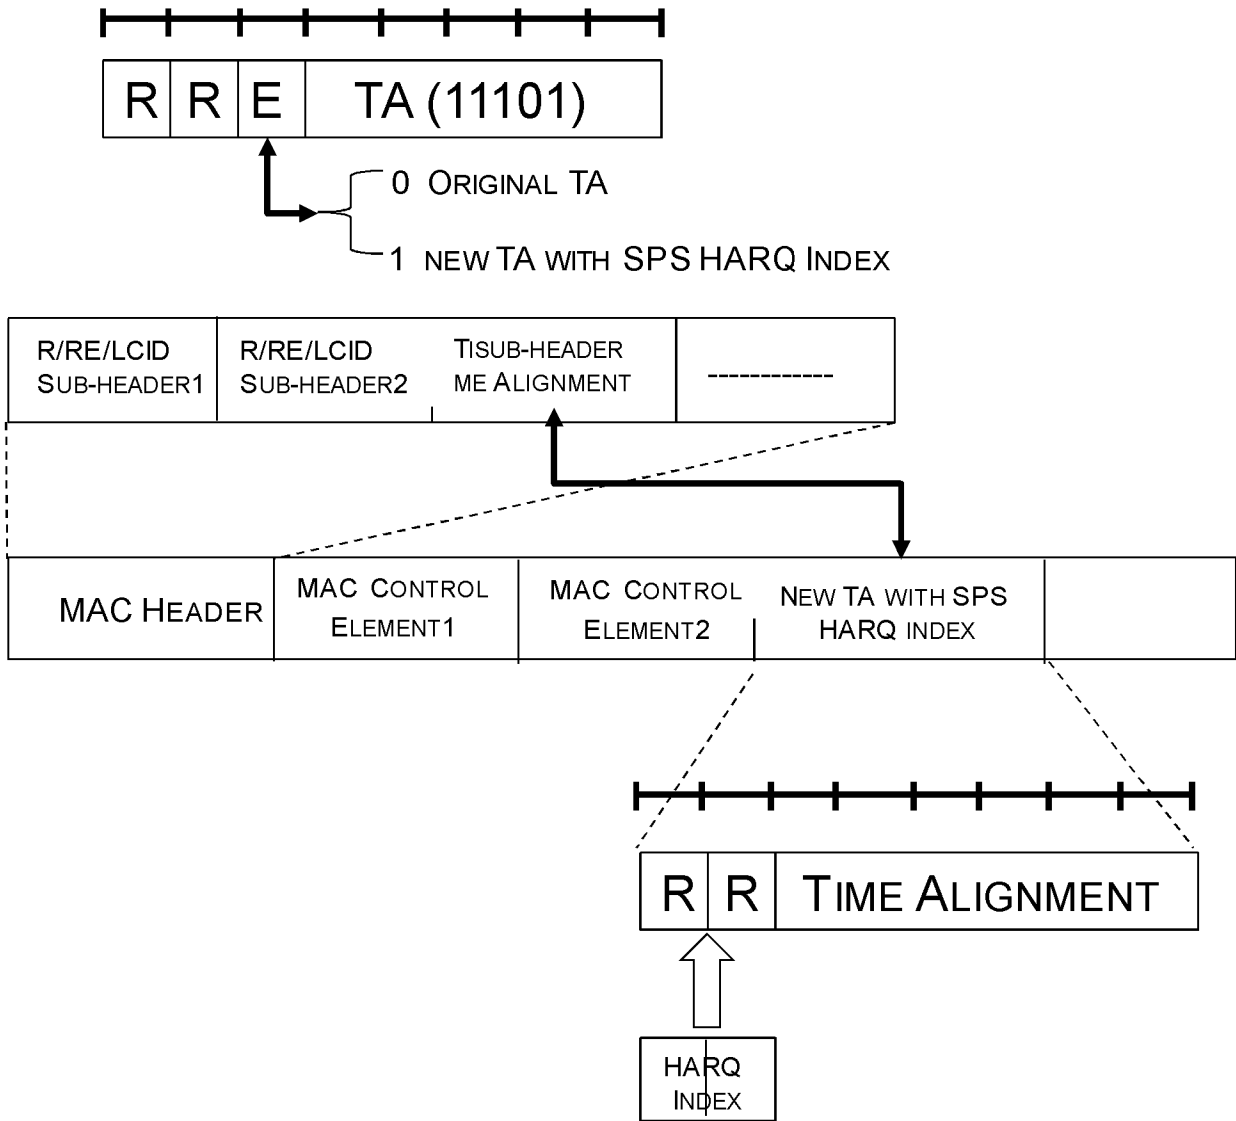 R R E TA (11101)
0 ORIGINAL TA
1 NEW TA WITH SPS HARQ INDEX
R/RE/LCID
SUB-HEADER1
R/RE/LCID
SUB-HEADER2
TISUB-HEADER
ME ALIGNMENT
------------
MAC HEADER
MAC CONTROL
ELEMENT1
MAC CONTROL
ELEMENT2
NEW TA WITH SPS
HARQ INDEX
R R TIME ALIGNMENT
HARQ
INDEX